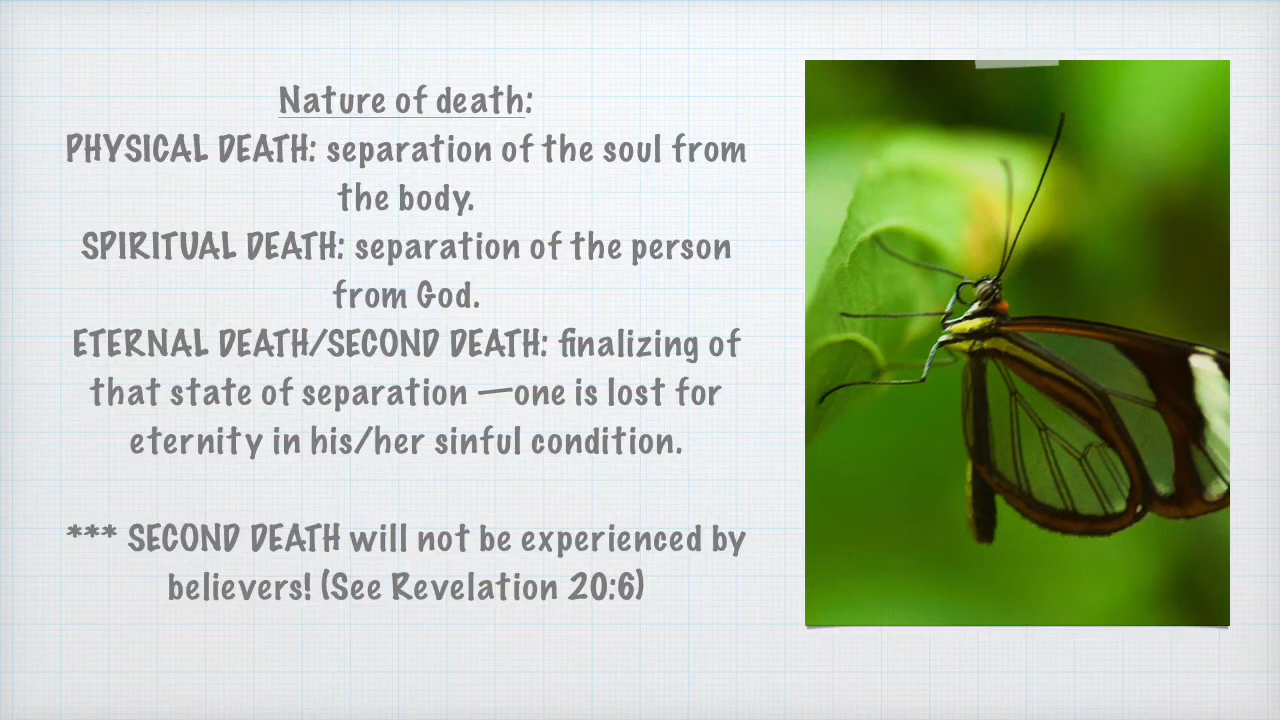 Nature of death:
PHYSICAL DEATH: separation of the soul from
the body.
SPIRITUAL DEATH: separation of the person
from God.
ETERNAL DEATH/SECOND DEATH: finalizing of
that state of separation —one is lost for
eternity in his/her sinful condition.
*** SECOND DEATH will not be experienced by
believers! (See Revelation 20:6)